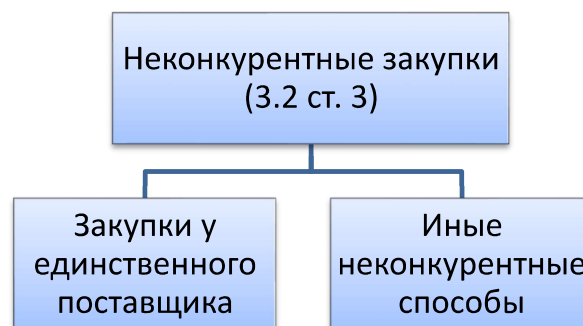 Неконкурентные закупки
(3.2 ст. 3)
Закупки у
единственного
поставщика
Иные
неконкурентные
способы